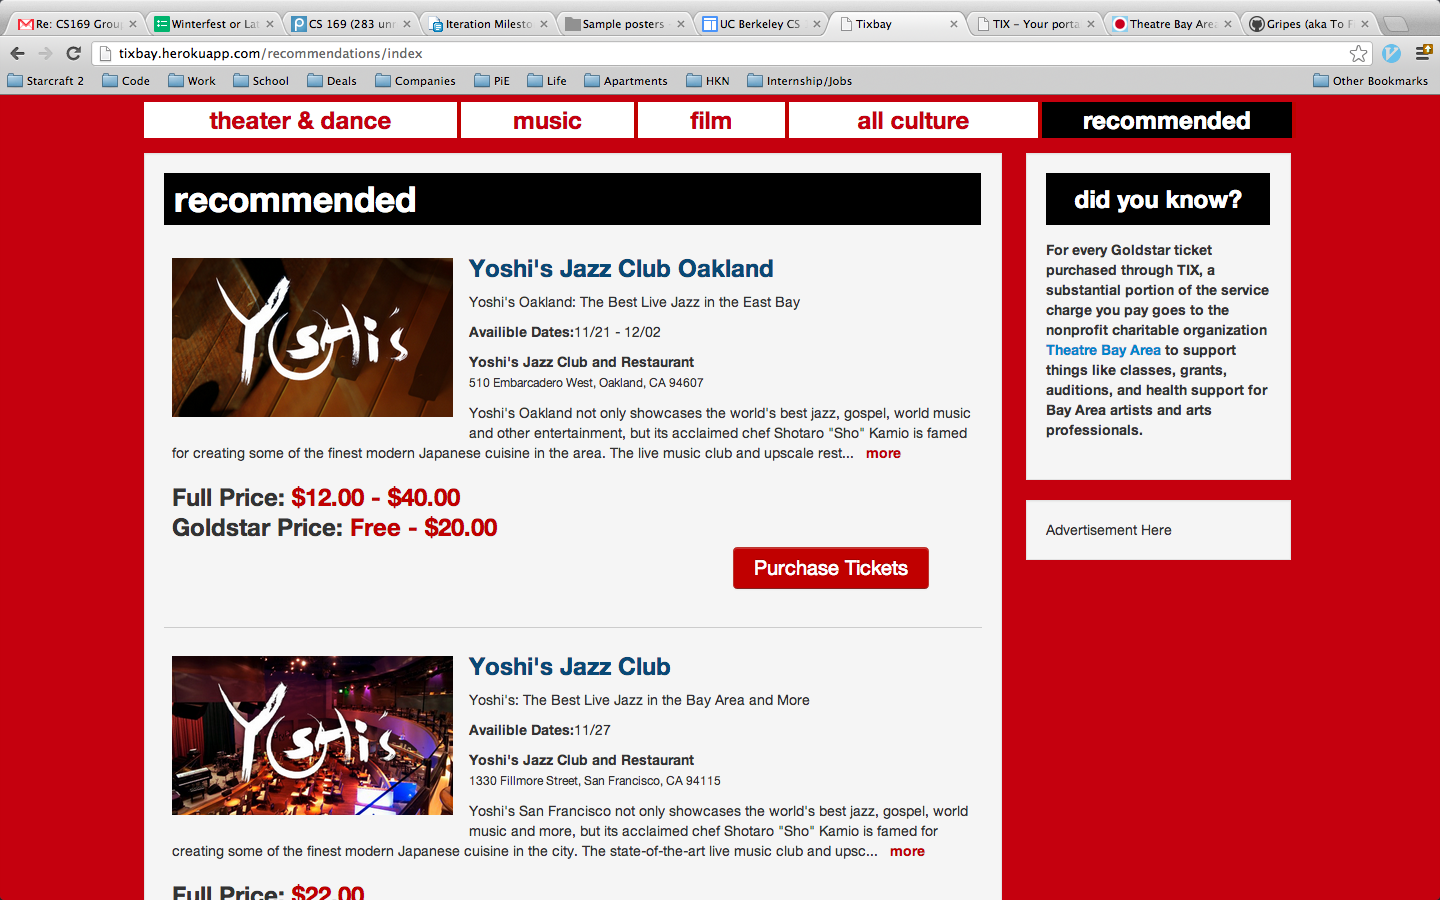 Re: CS169 Grou
Winterfest or Lat
CS 169 (283 unr
Iteration Milesto
Sample posters
UC Berkeley CS
Tixbay
TIX - Your porta
Theatre Bay Area
Gripes (aka To F
tixbay.herokuapp.com/recommendations/index
Starcraft 2
Code
Work
School
Deals
Companies
PiE
Life
Apartments
HKN
Internship/Jobs
Other Bookmarks
theater & dance
music
film
all culture
recommended
recommended
Yoshi's
Yoshi's Jazz Club Oakland
Yoshi's Oakland: The Best Live Jazz in the East Bay
Availible Dates:11/21 - 12/02
Yoshi's Jazz Club and Restaurant
510 Embarcadero West, Oakland, CA 94607
Yoshi's Oakland not only showcases the world's best jazz, gospel, world music
and other entertainment, but its acclaimed chef Shotaro "Sho" Kamio is famed
for creating some of the finest modern Japanese cuisine in the area. The live music club and upscale rest... more
Full Price: $12.00 - $40.00
Goldstar Price: Free - $20.00
Purchase Tickets
Yoshi's
Yoshi's Jazz Club
Yoshi's: The Best Live Jazz in the Bay Area and More
Availible Dates:11/27
Yoshi's Jazz Club and Restaurant
1330 Fillmore Street, San Francisco, CA 94115
Yoshi's San Francisco not only showcases the world's best jazz, gospel, world
music and more, but its acclaimed chef Shotaro "Sho" Kamio is famed for
creating some of the finest modern Japanese cuisine in the city. The state-of-the-art live music club and upsc... more
Full Price: $22.00
did you know?
For every Goldstar ticket
purchased through TIX, a
substantial portion of the service
charge you pay goes to the
nonprofit charitable organization
Theatre Bay Area to support
things like classes, grants,
auditions, and health support for
Bay Area artists and arts
professionals.
Advertisement Here